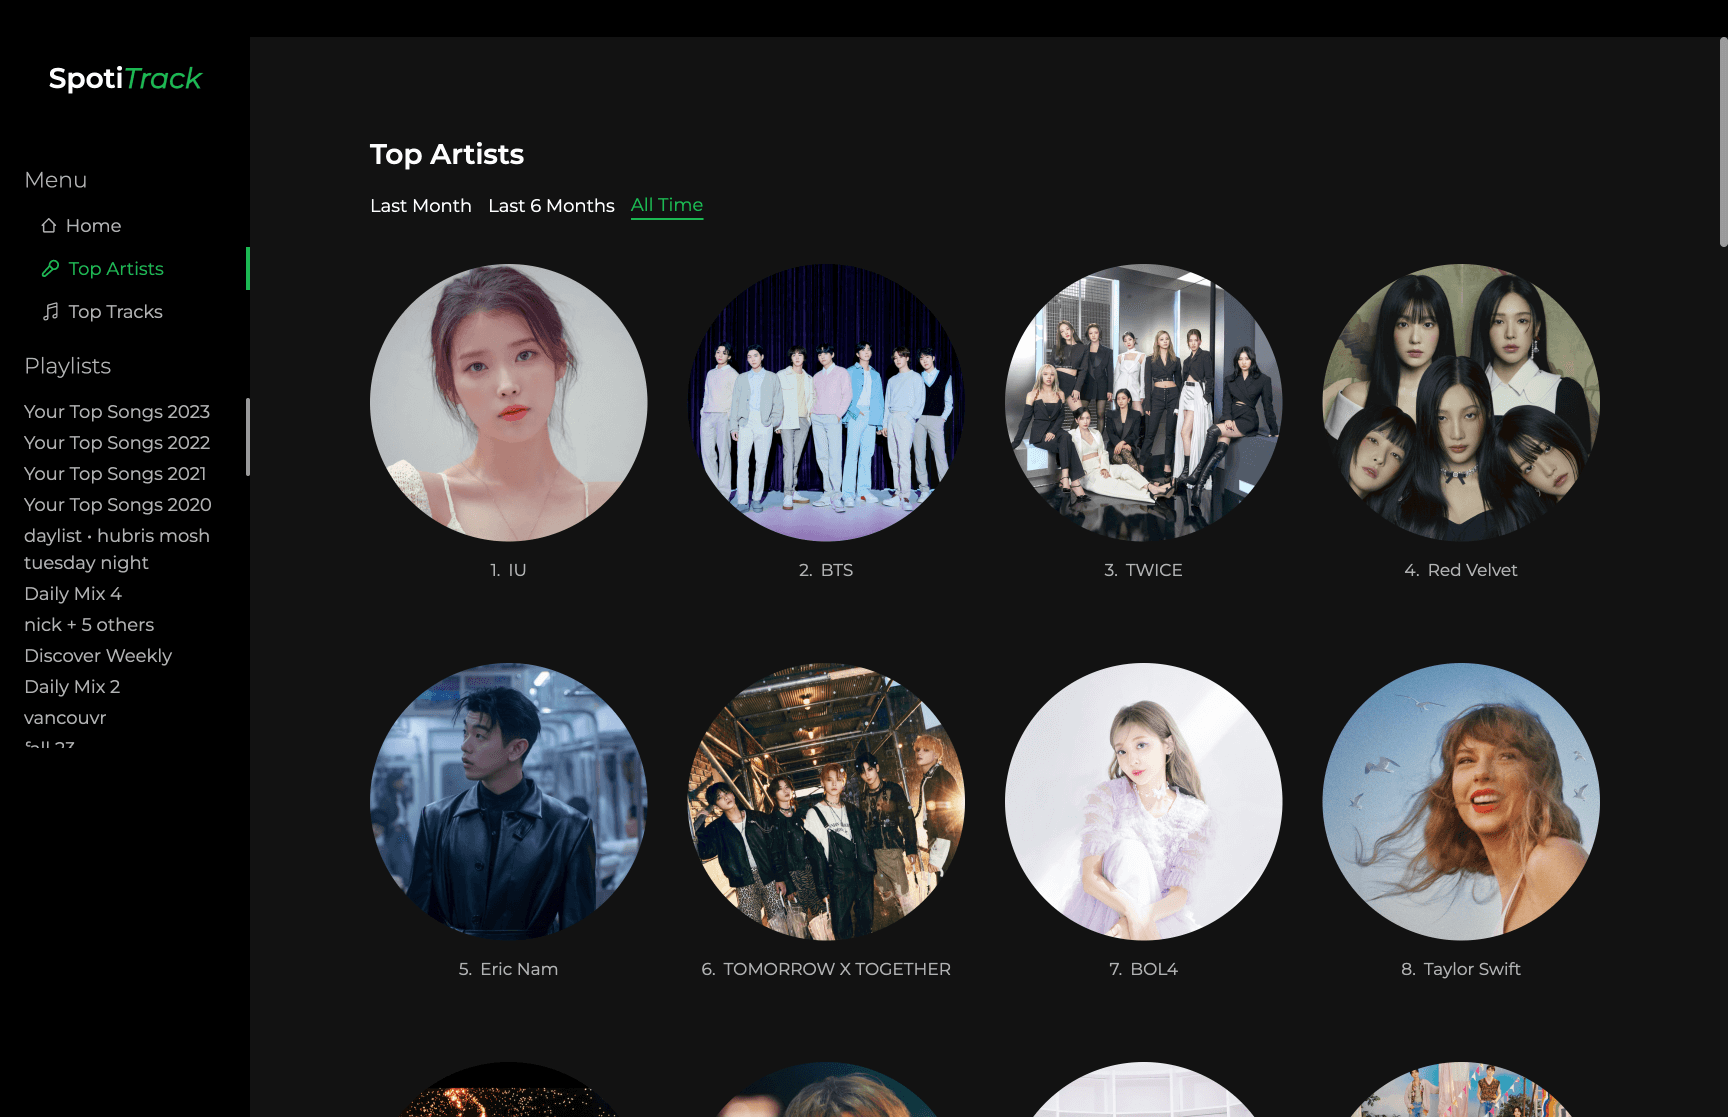 SpotiTrack
Menu
Home
Top Artists
Top Tracks
Playlists
Your Top Songs 2023
Your Top Songs 2022
Your Top Songs 2021
Your Top Songs 2020
daylist • hubris mosh
tuesday night
Daily Mix 4
nick + 5 others
Discover Weekly
Daily Mix 2
vancouvr
fall 23
Top Artists
Last Month Last 6 Months All Time
1. IU
2. BTS
3. TWICE
4. Red Velvet
5. Eric Nam
6. TOMORROW X TOGETHER
7. BOL4
8. Taylor Swift